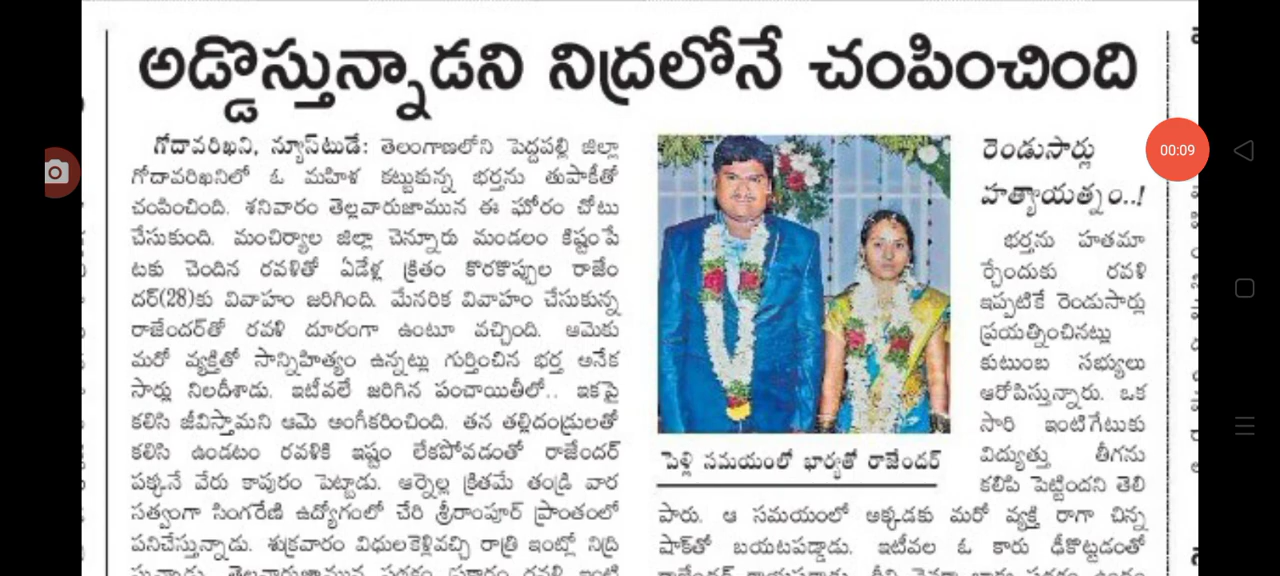 అడ్డొస్తున్నాడని నిద్రలోనే చంపించింది
గోదావరిఖని, న్యూస్‌టుడే: తెలంగాణలోని పెద్దపల్లి జిల్లా
గోదావరిఖనిలో ఓ మహిళ కట్టుకున్న భర్తను తుపాకీతో
చంపించింది. శనివారం తెల్లవారుజామున ఈ ఘోరం చోటు
చేసుకుంది. మంచిర్యాల జిల్లా చెన్నూరు మండలం కిష్టంపే
టకు చెందిన రవళితో ఏడేళ్ల క్రితం కొరకొప్పుల రాజేం
దర్‌(28)కు వివాహం జరిగింది. మేనరిక వివాహం చేసుకున్న
రాజేందర్‌తో రవళి దూరంగా ఉంటూ వచ్చింది. ఆమెకు
మరో వ్యక్తితో సాన్నిహిత్యం ఉన్నట్లు గుర్తించిన భర్త అనేక
సార్లు నిలదీశాడు. ఇటీవలే జరిగిన పంచాయితీలో.. ఇకపై
కలిసి జీవిస్తామని ఆమె అంగీకరించింది. తన తల్లిదండ్రులతో
కలిసి ఉండటం రవళికి ఇష్టం లేకపోవడంతో రాజేందర్
పక్కనే వేరు కాపురం పెట్టాడు. ఆర్నెల్ల క్రితమే తండ్రి వార
సత్వంగా సింగరేణి ఉద్యోగంలో చేరి శ్రీరాంపూర్ ప్రాంతంలో
పనిచేస్తున్నాడు. శుక్రవారం విధులకెళ్లివచ్చి రాత్రి ఇంట్లో నిద్రి
పెళ్లి సమయంలో భార్యతో రాజేందర్
రెండుసార్లు
హత్యాయత్నం..!
భర్తను హతమా
ర్చేందుకు రవళి
ఇప్పటికే రెండుసార్లు
ప్రయత్నించినట్లు
కుటుంబ సభ్యులు
ఆరోపిస్తున్నారు. ఒక
సారి ఇంటిగేటుకు
విద్యుత్తు తీగను
కలిపి పెట్టిందని తెలి
పారు. ఆ సమయంలో అక్కడకు మరో వ్యక్తి రాగా చిన్న
షాక్‌తో బయటపడ్డాడు. ఇటీవల ఓ కారు ఢీకొట్టడంతో
00:09